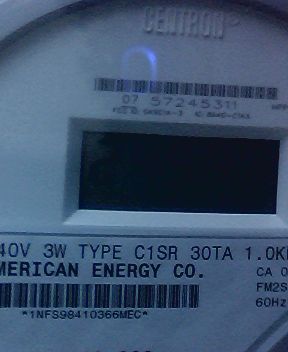 CENTRON
07 57245311
40V 3W TYPE C1SR 30TA 1.0K
MERICAN ENERGY CO.
CA 0
FM2S
60Hz
*1NFS98410366MEC*